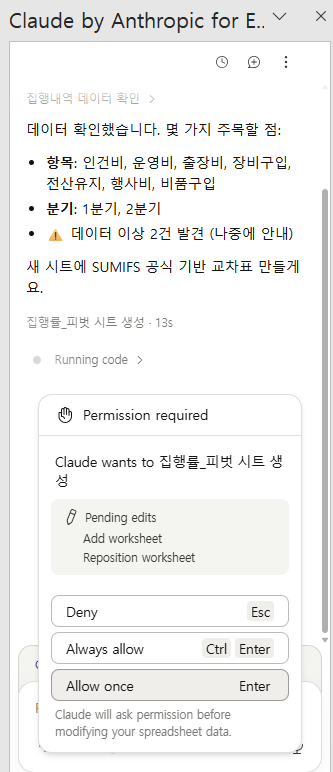 Claude by Anthropic for E..
집행내역 데이터 확인 >
데이터 확인했습니다. 몇 가지 주목할 점:
• 항목: 인건비, 운영비, 출장비, 장비구입,
전산유지, 행사비, 비품구입
• 분기: 1분기, 2분기
• ⚠️ 데이터 이상 2건 발견 (나중에 안내)
새 시트에 SUMIFS 공식 기반 교차표 만들게
요.
집행률_피벗 시트 생성 · 13s
Running code >
Permission required
Claude wants to 집행률_피벗 시트 생
성
Pending edits
Add worksheet
Reposition worksheet
Deny Esc
Always allow Ctrl Enter
Allow once Enter
Claude will ask permission before
modifying your spreadsheet data.